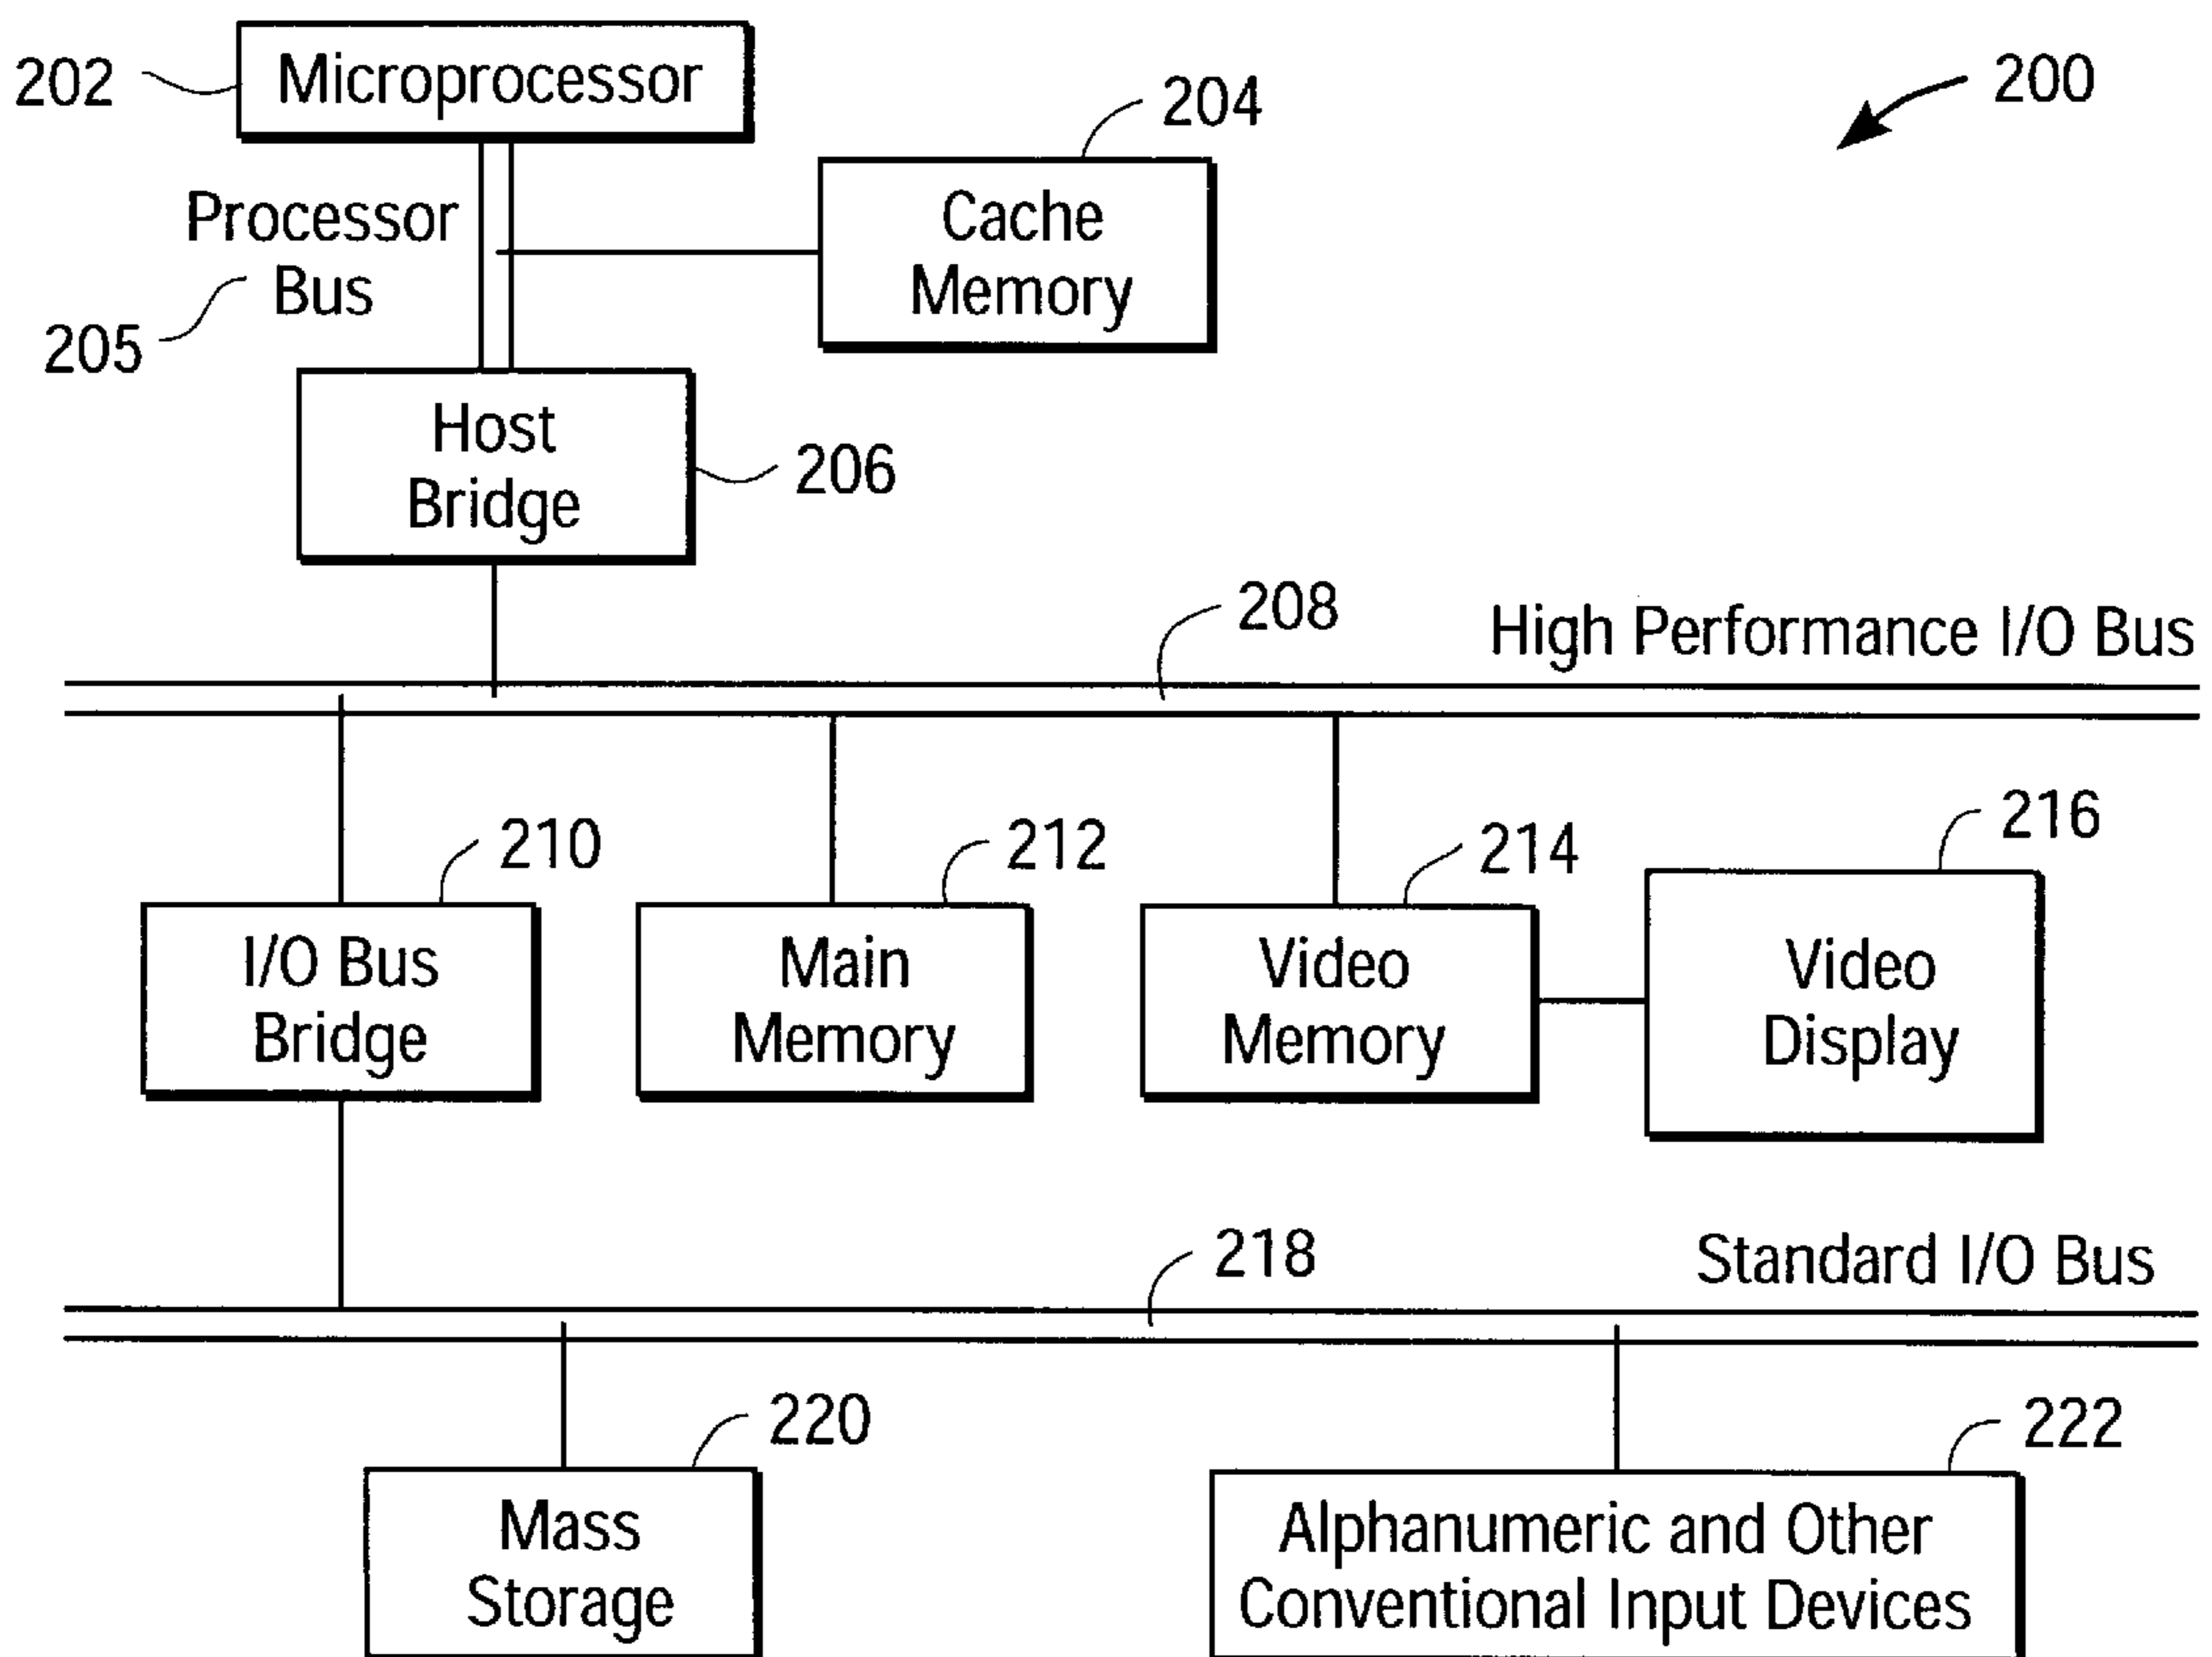 202
Microprocessor
200
204
Processor
Bus
205
Cache
Memory
Host
Bridge
206
208
High Performance I/O Bus
210
212
214
216
I/O Bus
Bridge
Main
Memory
Video
Memory
Video
Display
218
Standard I/O Bus
220
222
Mass
Storage
Alphanumeric and Other
Conventional Input Devices